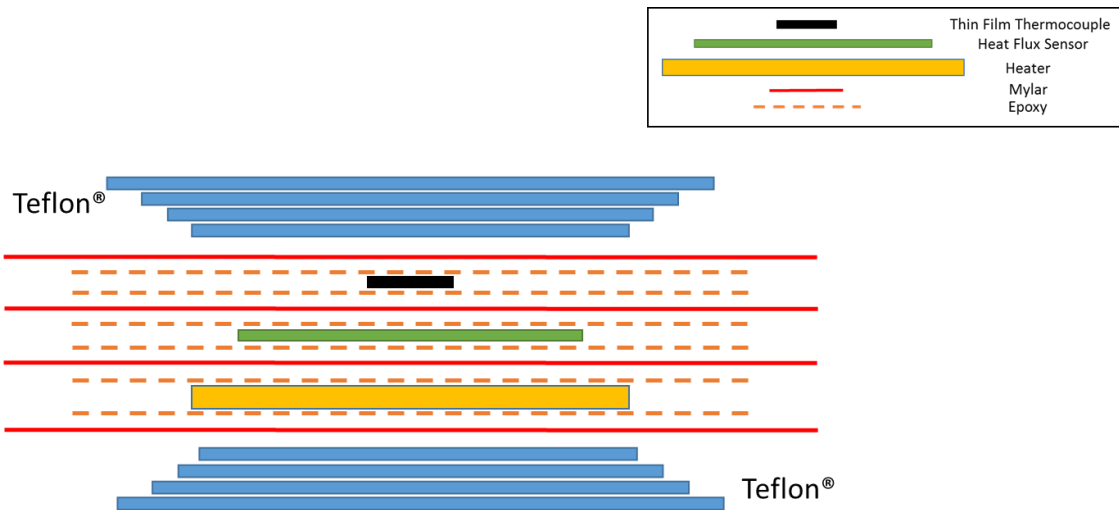 Thin Film Thermocouple
Heat Flux Sensor
Heater
Mylar
Epoxy
Teflon®
Teflon®